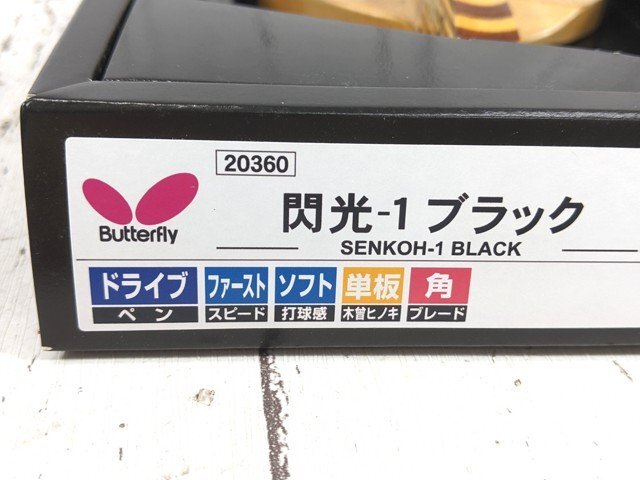 20360
Butterfly
閃光-1 ブラック
SENKOH-1 BLACK
ドライブ ファースト ソフト 単板 角
ペン スピード 打球感 木曽ヒノキ ブレード